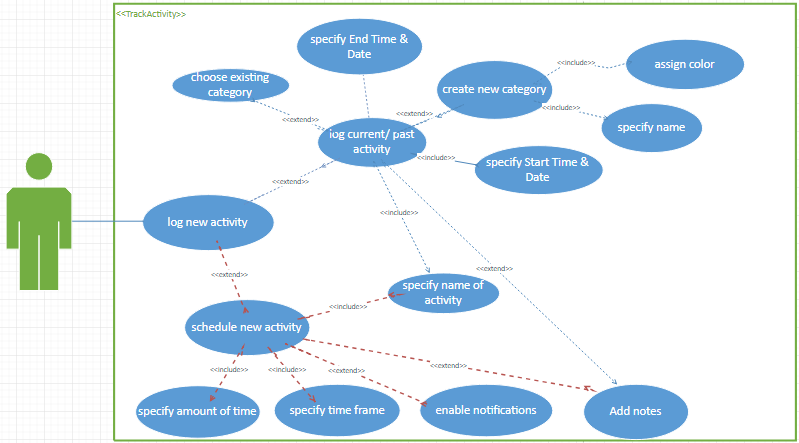 <<TrackActivity>>
specify End Time &
Date
<<include>>
assign color
choose existing
category
create new category
<<include>>
<<extend>>
<<extend>>
specify name
log current/ past
activity
<<include>>
specify Start Time &
Date
<<extend>>
log new activity
<<include>>
<<extend>>
<<extend>>
specify name of
activity
<<include>>
schedule new activity
<<include>>
<<include>>
<<extend>>
<<extend>>
specify amount of time
specify time frame
enable notifications
Add notes